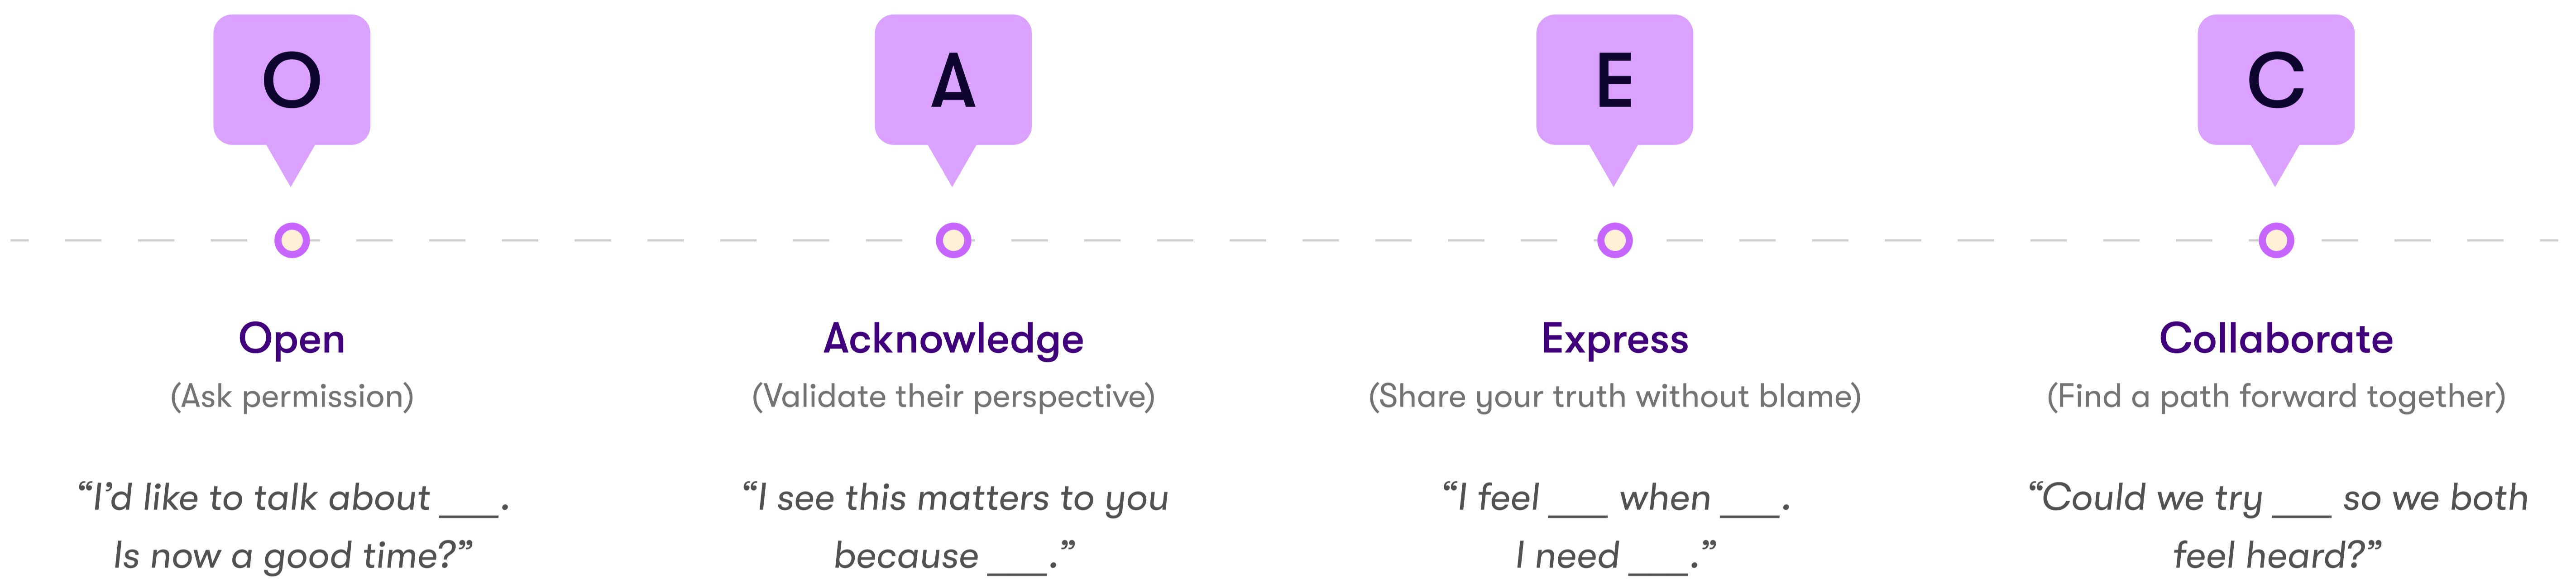 O
A
E
C
Open
Acknowledge
Express
Collaborate
(Ask permission)
(Validate their perspective)
(Share your truth without blame)
(Find a path forward together)
“I’d like to talk about ___.
Is now a good time?”
“I see this matters to you
because ___.”
“I feel ___ when ___.
I need ___.”
“Could we try ___ so we both
feel heard?”